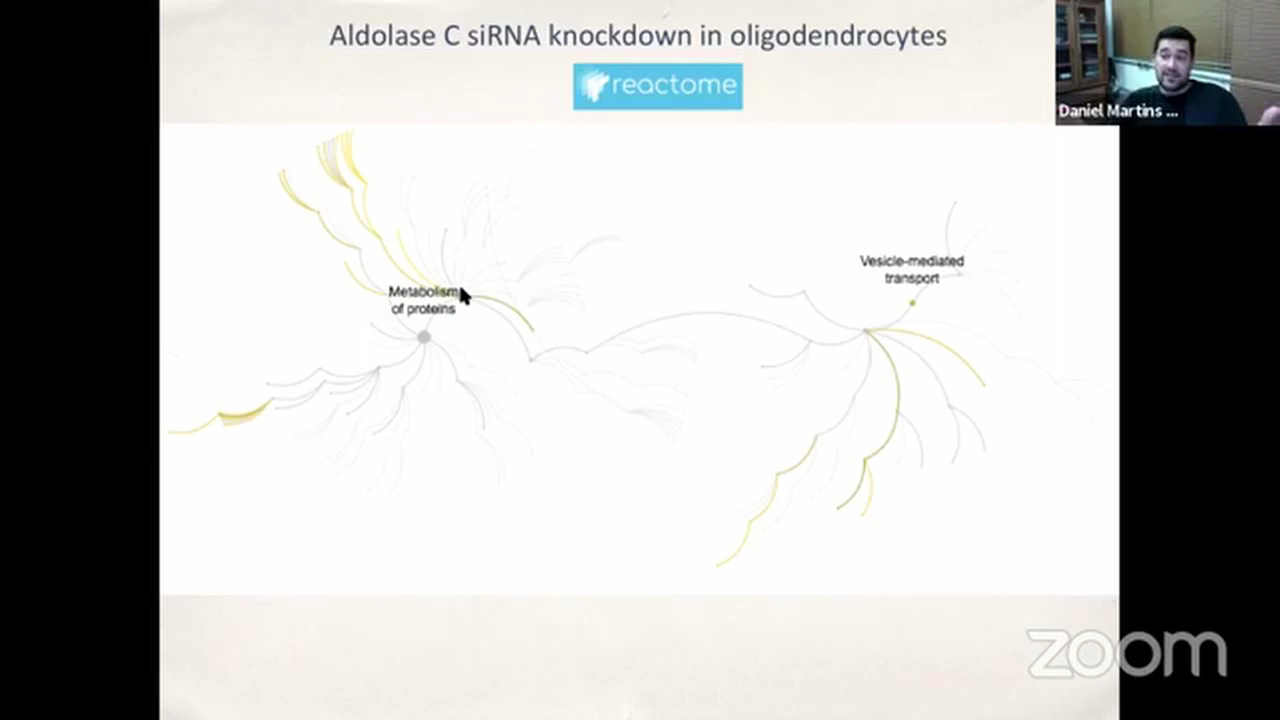 Aldolase C siRNA knockdown in oligodendrocytes
reactome
Daniel Martins ...
Vesicle-mediated
transport
Metabolism
of proteins
zoom